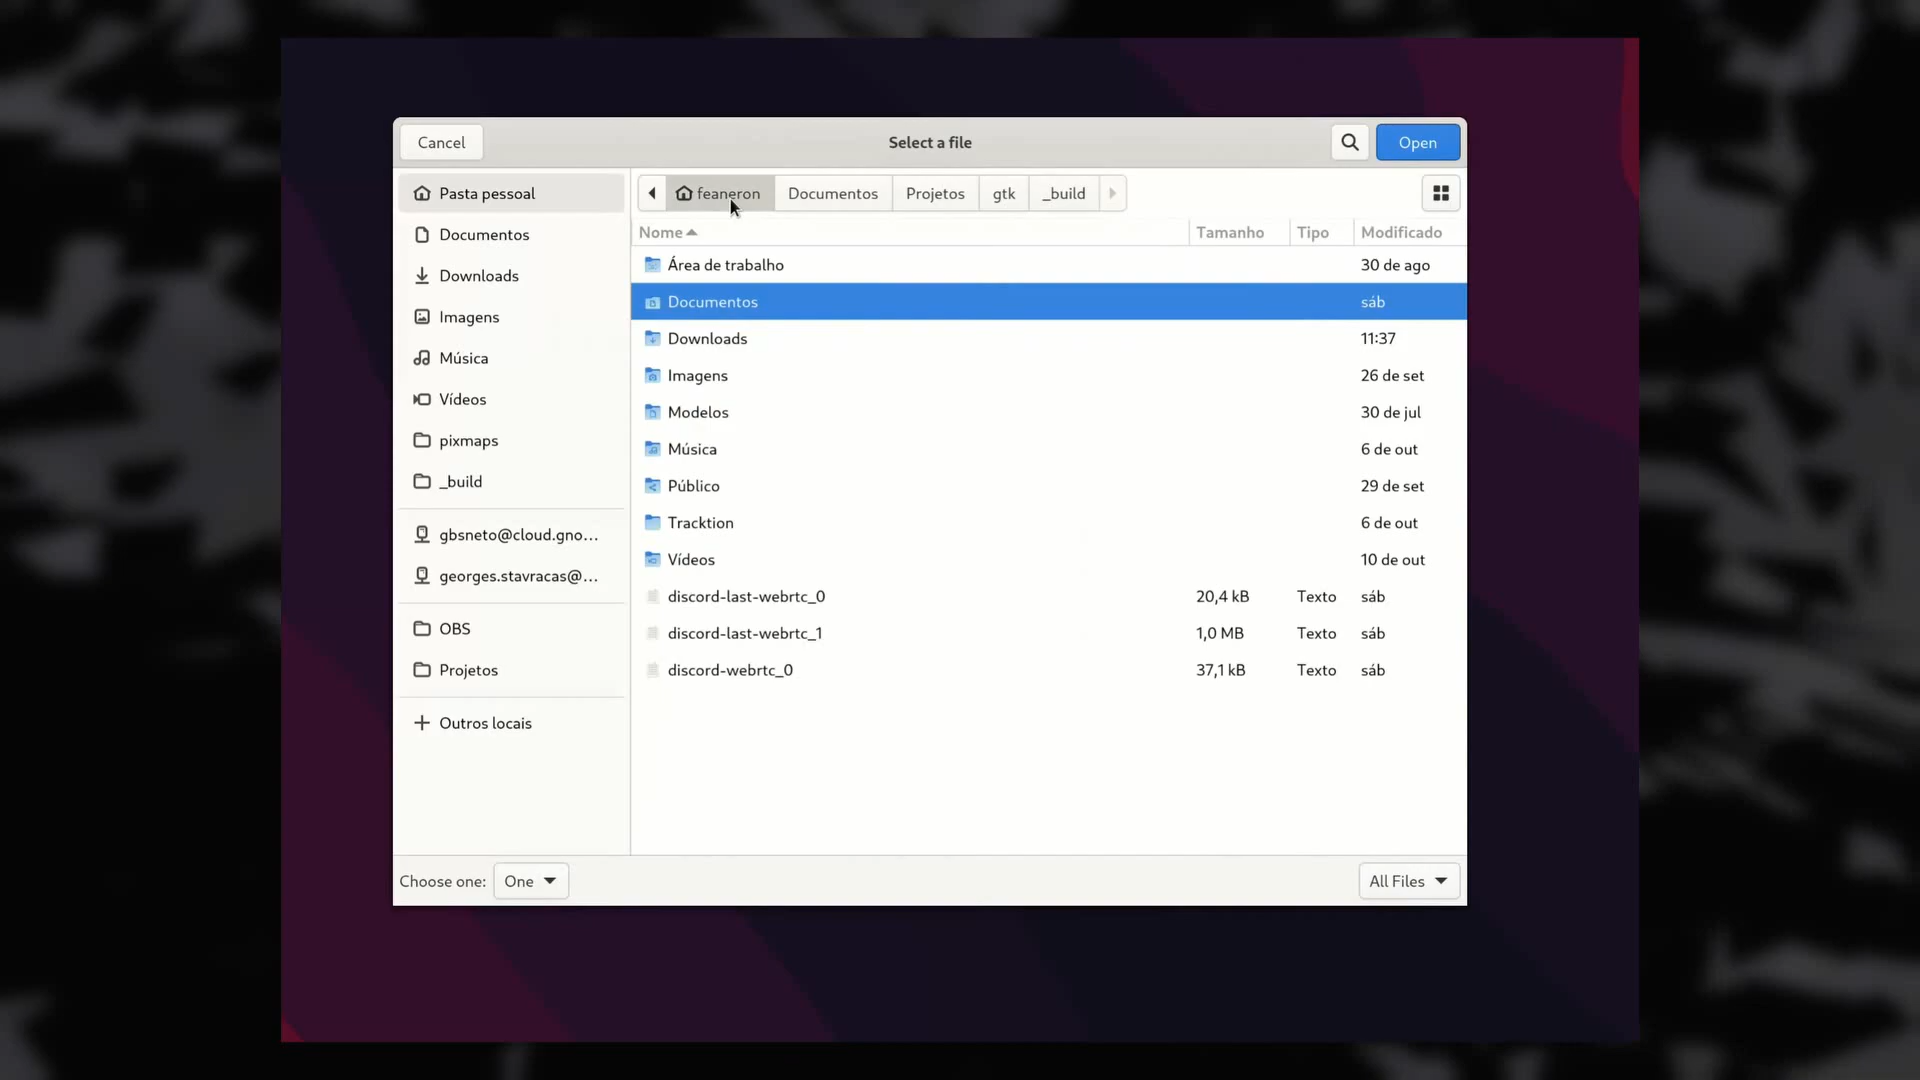 Cancel
Select a file
Open
Pasta pessoal
Documentos
Downloads
Imagens
Música
Vídeos
pixmaps
_build
gbsneto@cloud.gno...
georges.stavracas@...
OBS
Projetos
Outros locais
feaneron Documentos Projetos gtk _build
Nome Tamanho Tipo Modificado
Área de trabalho 30 de ago
Documentos sáb
Downloads 11:37
Imagens 26 de set
Modelos 30 de jul
Música 6 de out
Público 29 de set
Tracktion 6 de out
Vídeos 10 de out
discord-last-webrtc_0 20,4 kB Texto sáb
discord-last-webrtc_1 1,0 MB Texto sáb
discord-webrtc_0 37,1 kB Texto sáb
Choose one: One
All Files